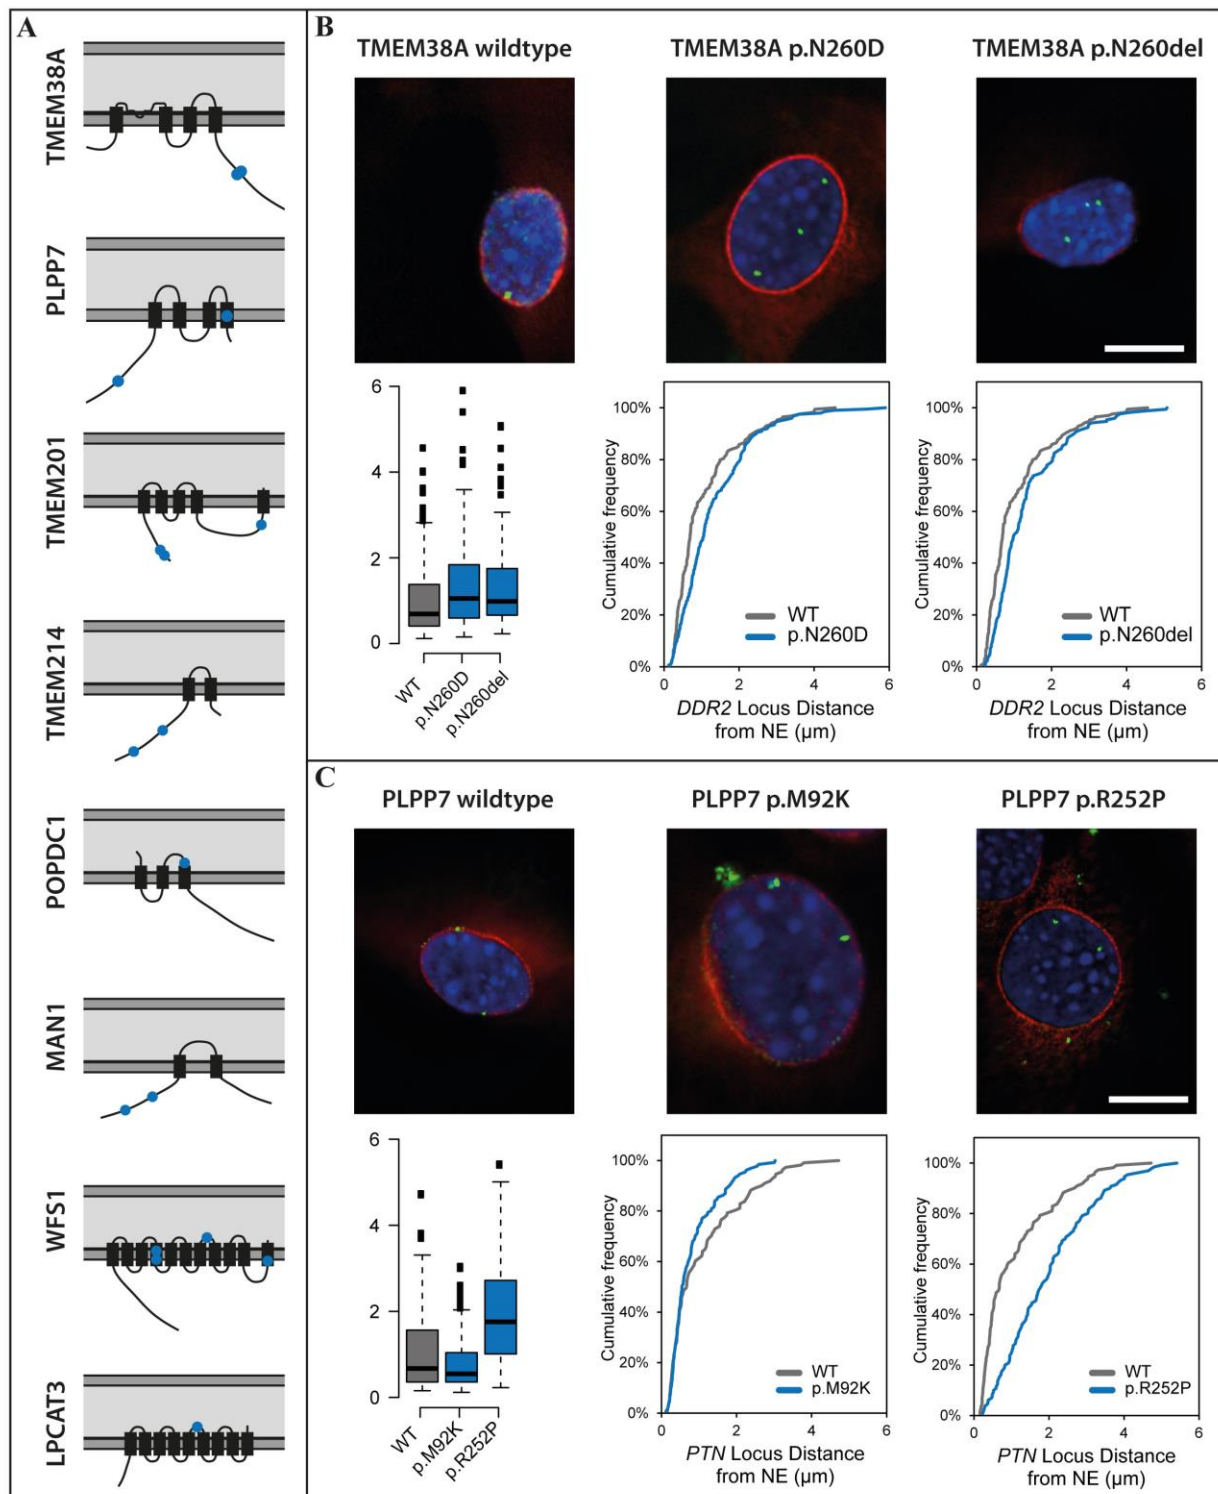 A
TMEM38A
PLPP7
TMEM201
TMEM214
POPDC1
MAN1
WFS1
LPCAT3
B
TMEM38A wildtype
TMEM38A p.N260D
TMEM38A p.N260del
6
4
2
0
WT
p.N260D
p.N260del
Cumulative frequency
100%
80%
60%
40%
20%
0%
WT
p.N260D
0 2 4 6
DDR2 Locus Distance
from NE (µm)
Cumulative frequency
100%
80%
60%
40%
20%
0%
WT
p.N260del
0 2 4 6
DDR2 Locus Distance
from NE (µm)
C
PLPP7 wildtype
PLPP7 p.M92K
PLPP7 p.R252P
6
4
2
0
WT
p.M92K
p.R252P
Cumulative frequency
100%
80%
60%
40%
20%
0%
WT
p.M92K
0 2 4 6
PTN Locus Distance
from NE (µm)
Cumulative frequency
100%
80%
60%
40%
20%
0%
WT
p.R252P
0 2 4 6
PTN Locus Distance
from NE (µm)